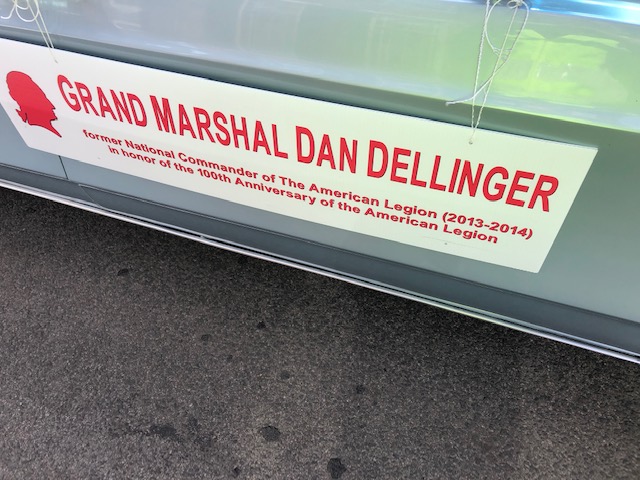 GRAND MARSHAL DAN DELLINGER
former National Commander of The American Legion (2013-2014)
in honor of the 100th Anniversary of the American Legion